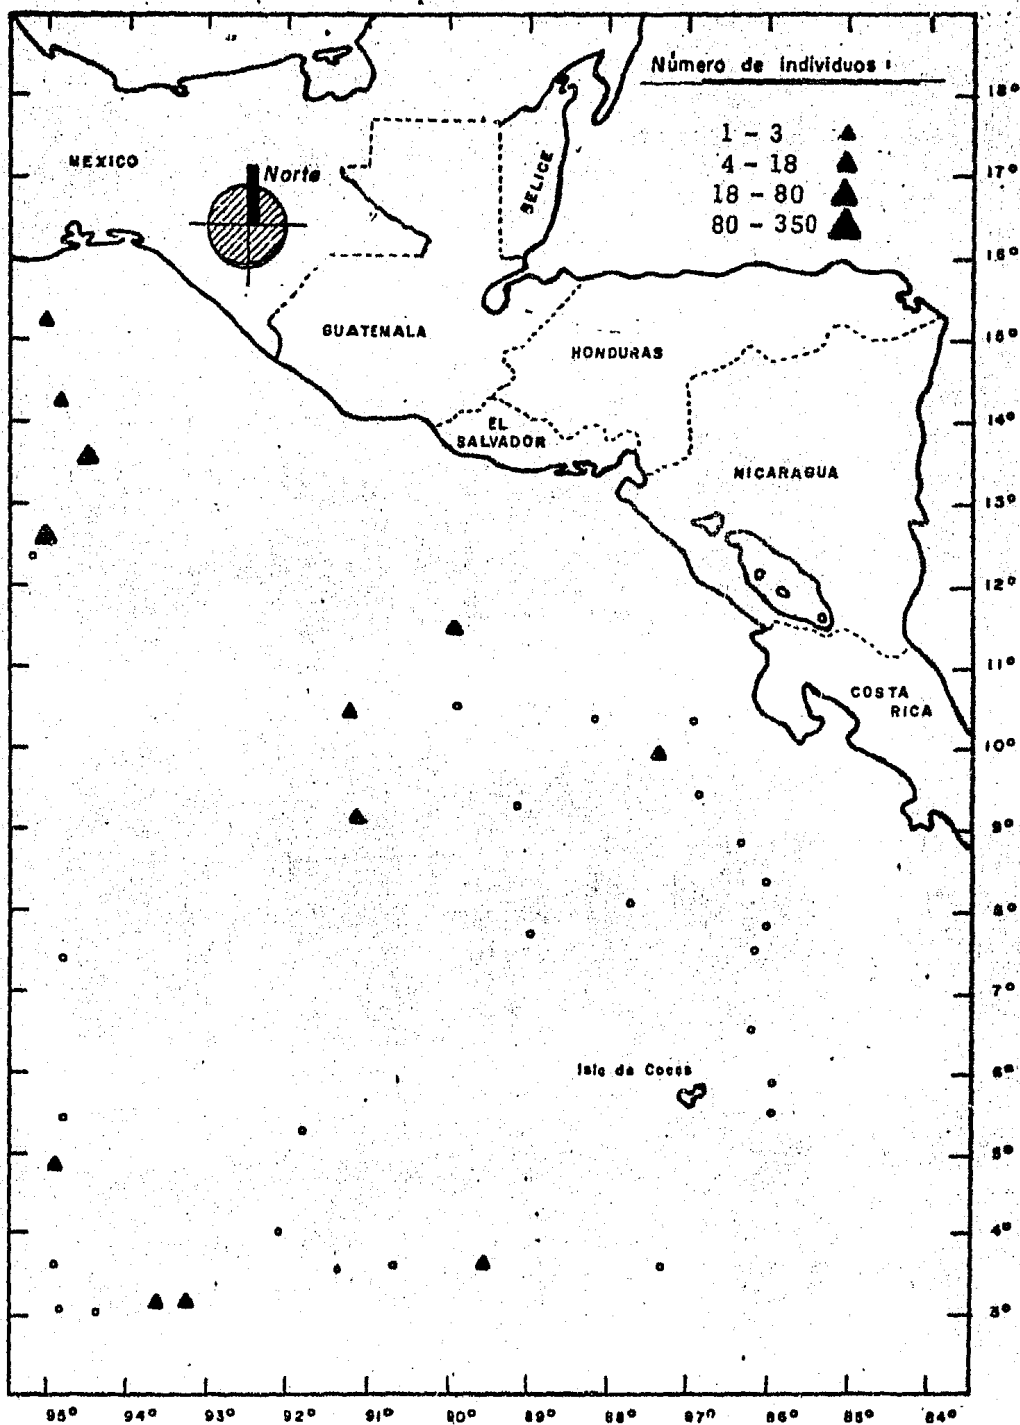 Número de individuos :
1 - 3
4 - 18
18 - 80
80 - 350
MEXICO
Norte
BELICE
GUATEMALA
HONDURAS
EL
SALVADOR
NICARAGUA
COSTA
RICA
Isla de Cocos
18°
17°
16°
15°
14°
13°
12°
11°
10°
9°
8°
7°
6°
5°
4°
3°
95° 94° 93° 92° 91° 90° 89° 88° 87° 86° 85° 84°